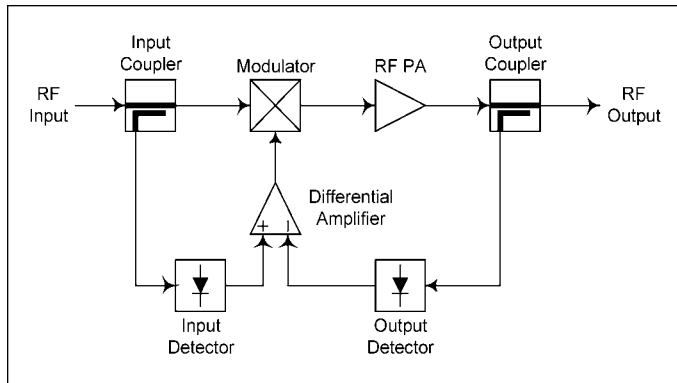 Input
Coupler
Modulator
RF PA
Output
Coupler
RF
Input
RF
Output
Differential
Amplifier
+
Input
Detector
Output
Detector